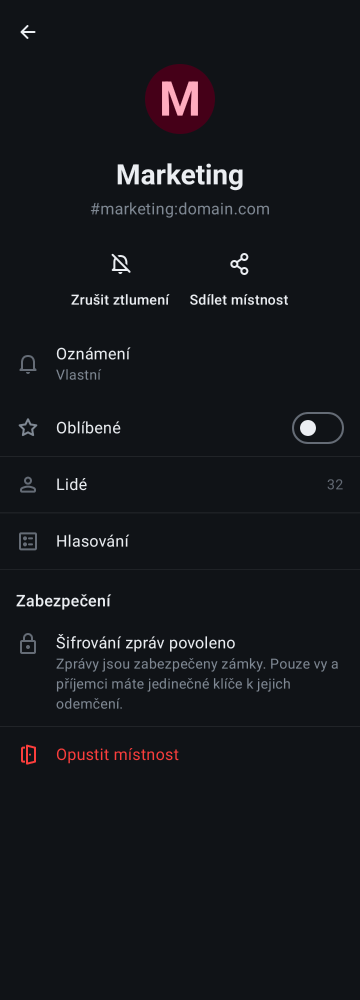 M
Marketing
#marketing:domain.com
Zrušit ztlumení
Sdílet místnost
Oznámení
Vlastní
Oblíbené
Lidé
32
Hlasování
Zabezpečení
Šifrování zpráv povoleno
Zprávy jsou zabezpečeny zámky. Pouze vy a
příjemci máte jedinečné klíče k jejich
odemčení.
Opustit místnost